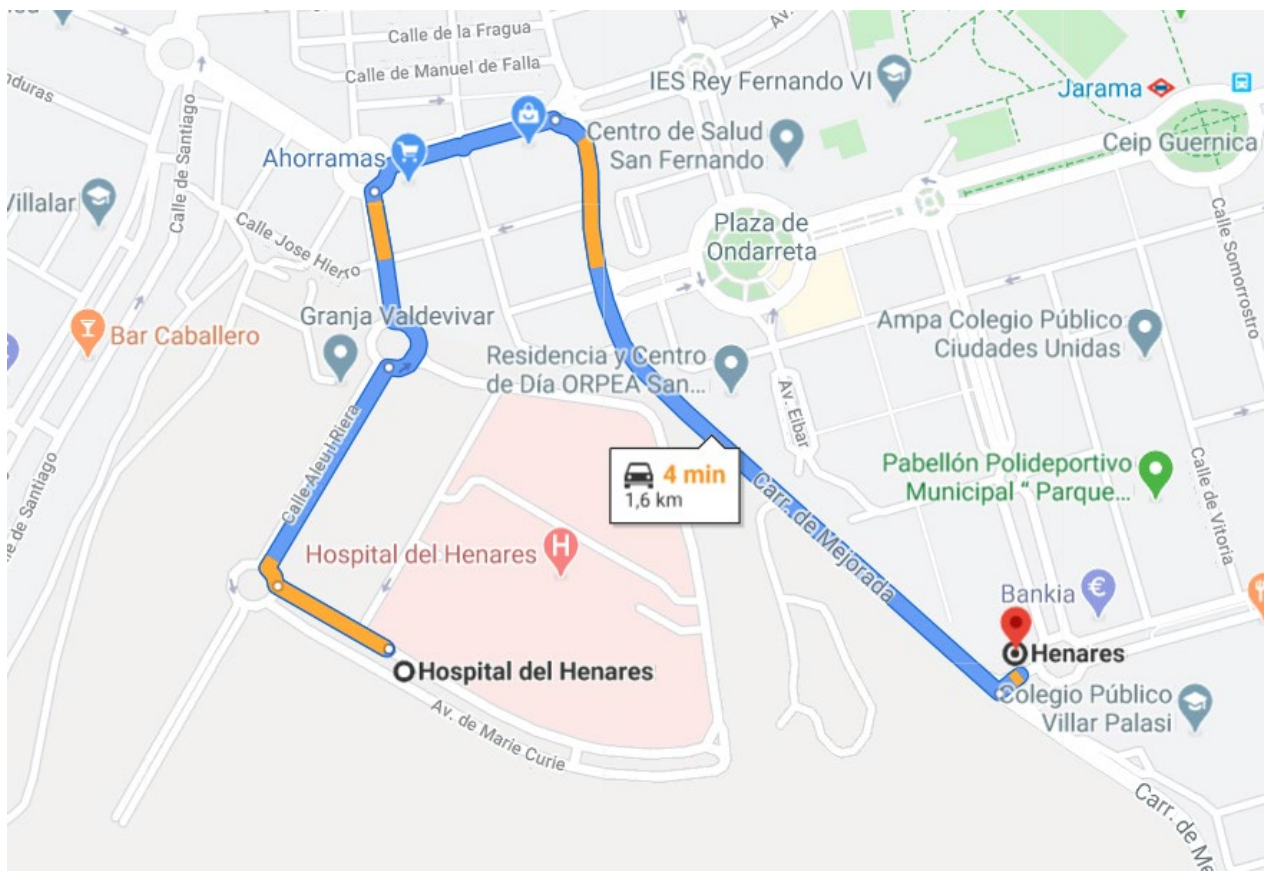 Calle de la Fragua
Calle de Manuel de Falla
Av.
IES Rey Fernando VI
Jarama
Ahorramas
Centro de Salud
San Fernando
Ceip Guernica
Calle de Santiago
Villalar
Calle Jose Hierro
Plaza de
Ondarreta
Calle Somorrostro
Bar Caballero
Granja Valdevivar
Ampa Colegio Público
Ciudades Unidas
Residencia y Centro
de Día ORPEA San...
Av. Eibar
Calle Aleu I Riera
4 min
1,6 km
Pabellón Polideportivo
Municipal “ Parque...
Calle de Vitoria
de Santiago
Carr. de Mejorada
H
Hospital del Henares
Bankia
€
Henares
Hospital del Henares
Colegio Público
Villar Palasi
Av. de Marie Curie
Carr. de Me